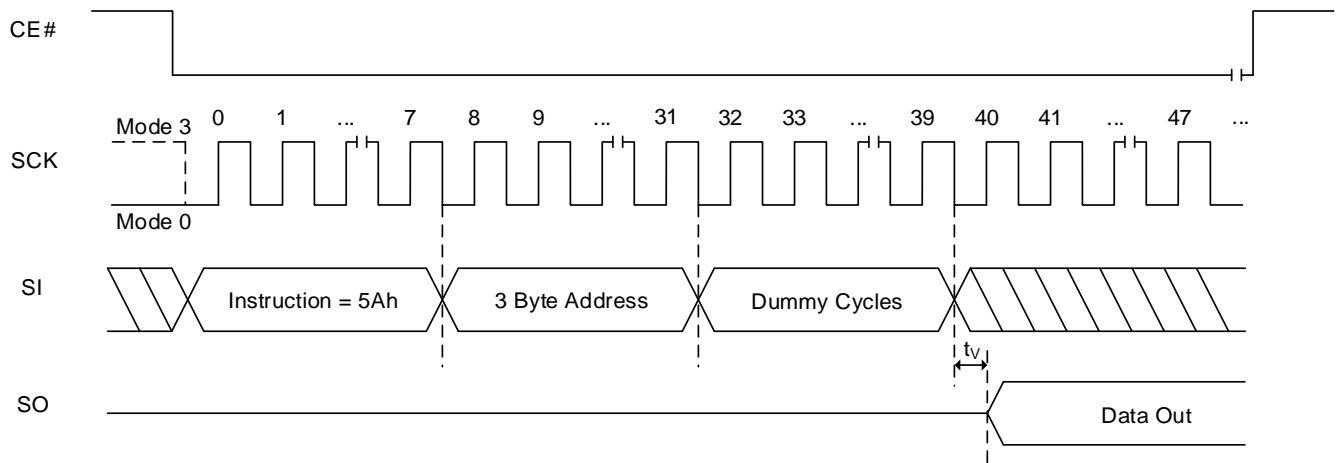 CE#
Mode 3 0 1 ... 7 8 9 ... 31 32 33 ... 39 40 41 ... 47 ...
SCK
Mode 0
SI Instruction = 5Ah 3 Byte Address Dummy Cycles
tV
SO Data Out